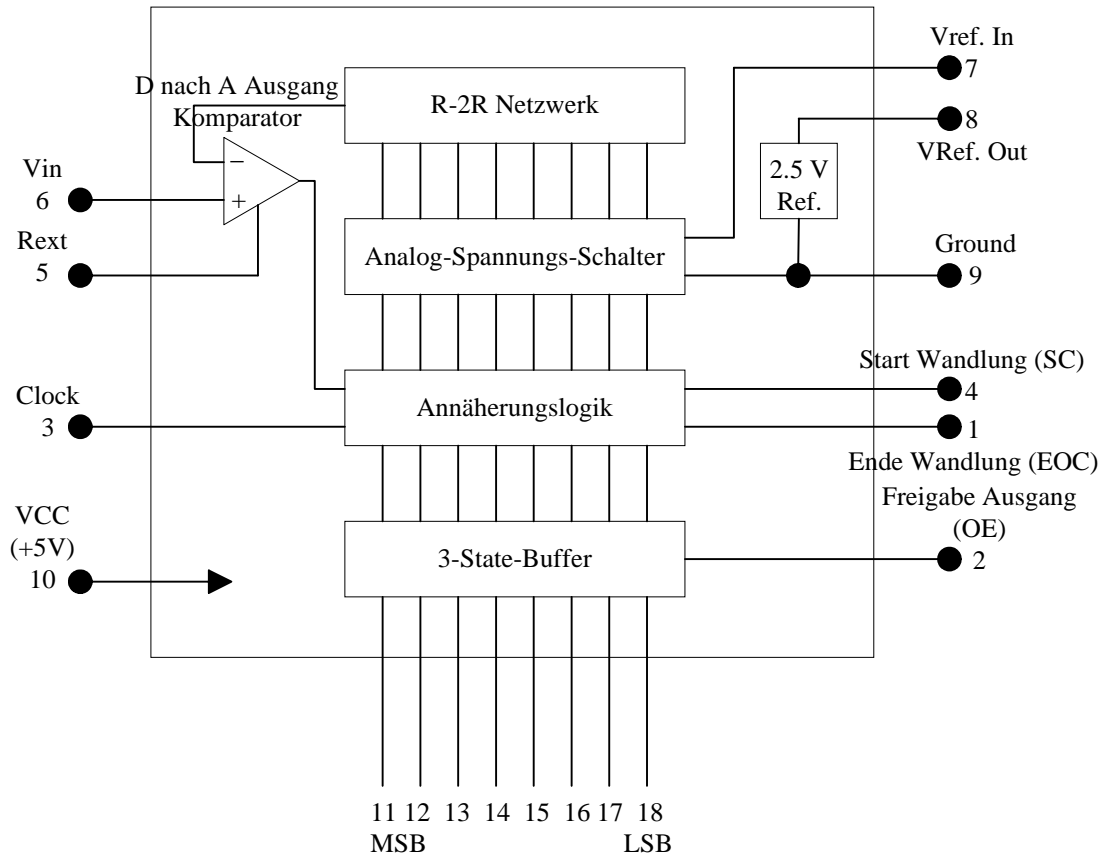 Vref. In
7
D nach A Ausgang
Komparator
R-2R Netzwerk
8
VRef. Out
2.5 V
Ref.
Vin
6
−
+
Rext
5
Analog-Spannungs-Schalter
Ground
9
Start Wandlung (SC)
4
Clock
3
Annäherungslogik
1
Ende Wandlung (EOC)
Freigabe Ausgang
(OE)
2
VCC
(+5V)
10
3-State-Buffer
11 12 13 14 15 16 17 18
MSB LSB